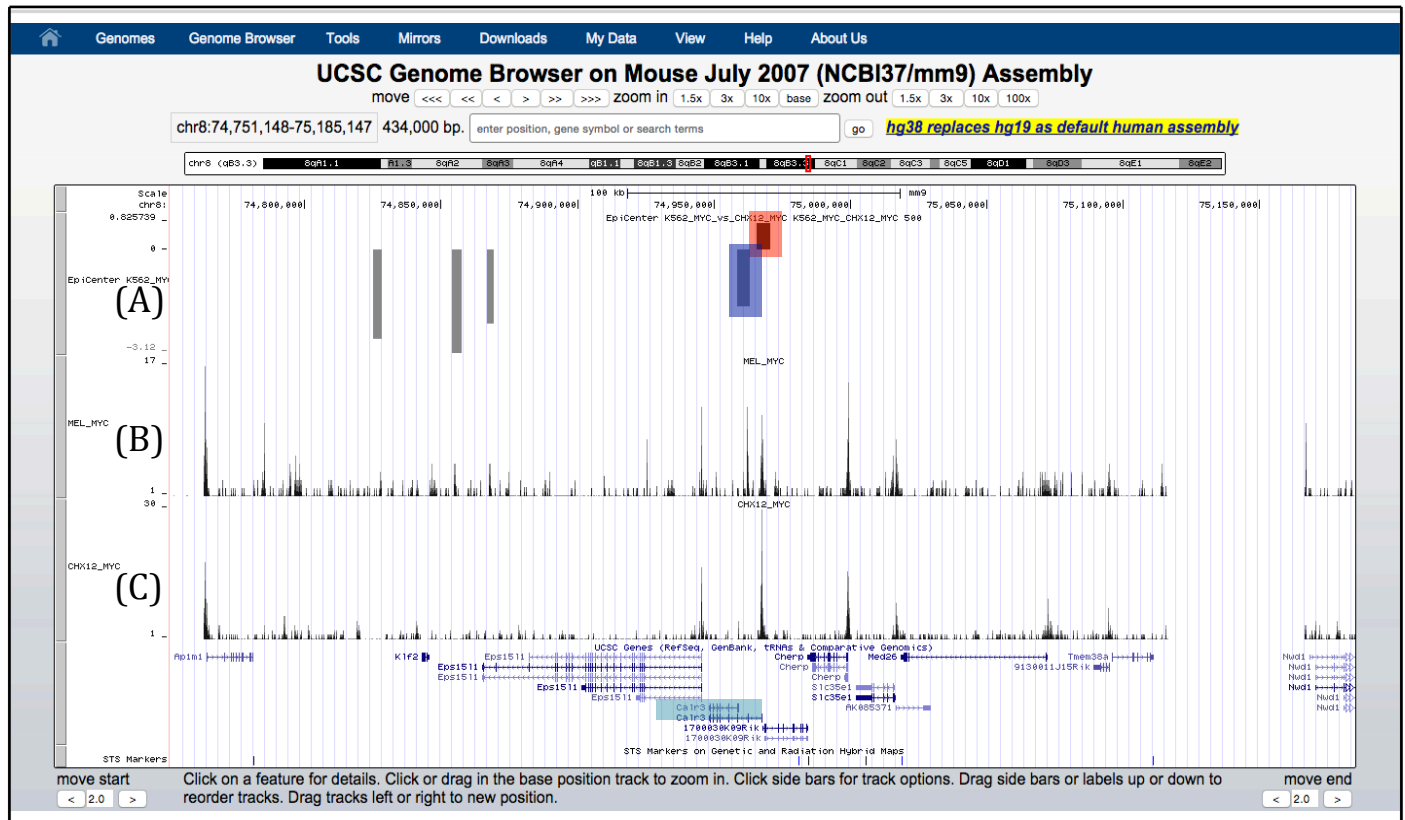 Genomes Genome Browser Tools Mirrors Downloads My Data View Help About Us
UCSC Genome Browser on Mouse July 2007 (NCBI37/mm9) Assembly
move <<< << < > >> >>> zoom in 1.5x 3x 10x base zoom out 1.5x 3x 10x 100x
chr8:74,751,148-75,185,147 434,000 bp. enter position, gene symbol or search terms go hg38 replaces hg19 as default human assembly
chr8 (qB3.3) 8qA1.1 A1.3 8qA2 8qA3 8qA4 qB1.1 8qB1.3 8qB2 8qB3.1 8qB3.3 8qC1 8qC2 8qC3 8qC5 8qD1 8qD3 8qE1 8qE2
Scale 100 kb mm9
chr8: 74,800,000 74,850,000 74,900,000 74,950,000 75,000,000 75,050,000 75,100,000 75,150,000
0.825739 _ EpiCenter K562_MYC_vs_CHX12_MYC K562_MYC_CHX12_MYC 500
0 _
EpiCenter K562_MY
(A)
-3.12 _
17 _ MEL_MYC
MEL_MYC
(B)
1 _
30 _ CHX12_MYC
CHX12_MYC
(C)
1 _
UCSC Genes (RefSeq, GenBank, tRNAs & Comparative Genomics)
Ap1m1 Klf2 Eps15l1 Cherp Med26 Tmem38a Nwd1
Eps15l1 Cherp 9130011J15Rik Nwd1
Eps15l1 Cherp Nwd1
Eps15l1 Slc35e1 Nwd1
Eps15l1 Slc35e1 Nwd1
Calr3 AK085371 Nwd1
Calr3
1700030K09Rik
1700030K09Rik
STS Markers on Genetic and Radiation Hybrid Maps
STS Markers
move start Click on a feature for details. Click or drag in the base position track to zoom in. Click side bars for track options. Drag side bars or labels up or down to move end
< 2.0 > reorder tracks. Drag tracks left or right to new position. < 2.0 >